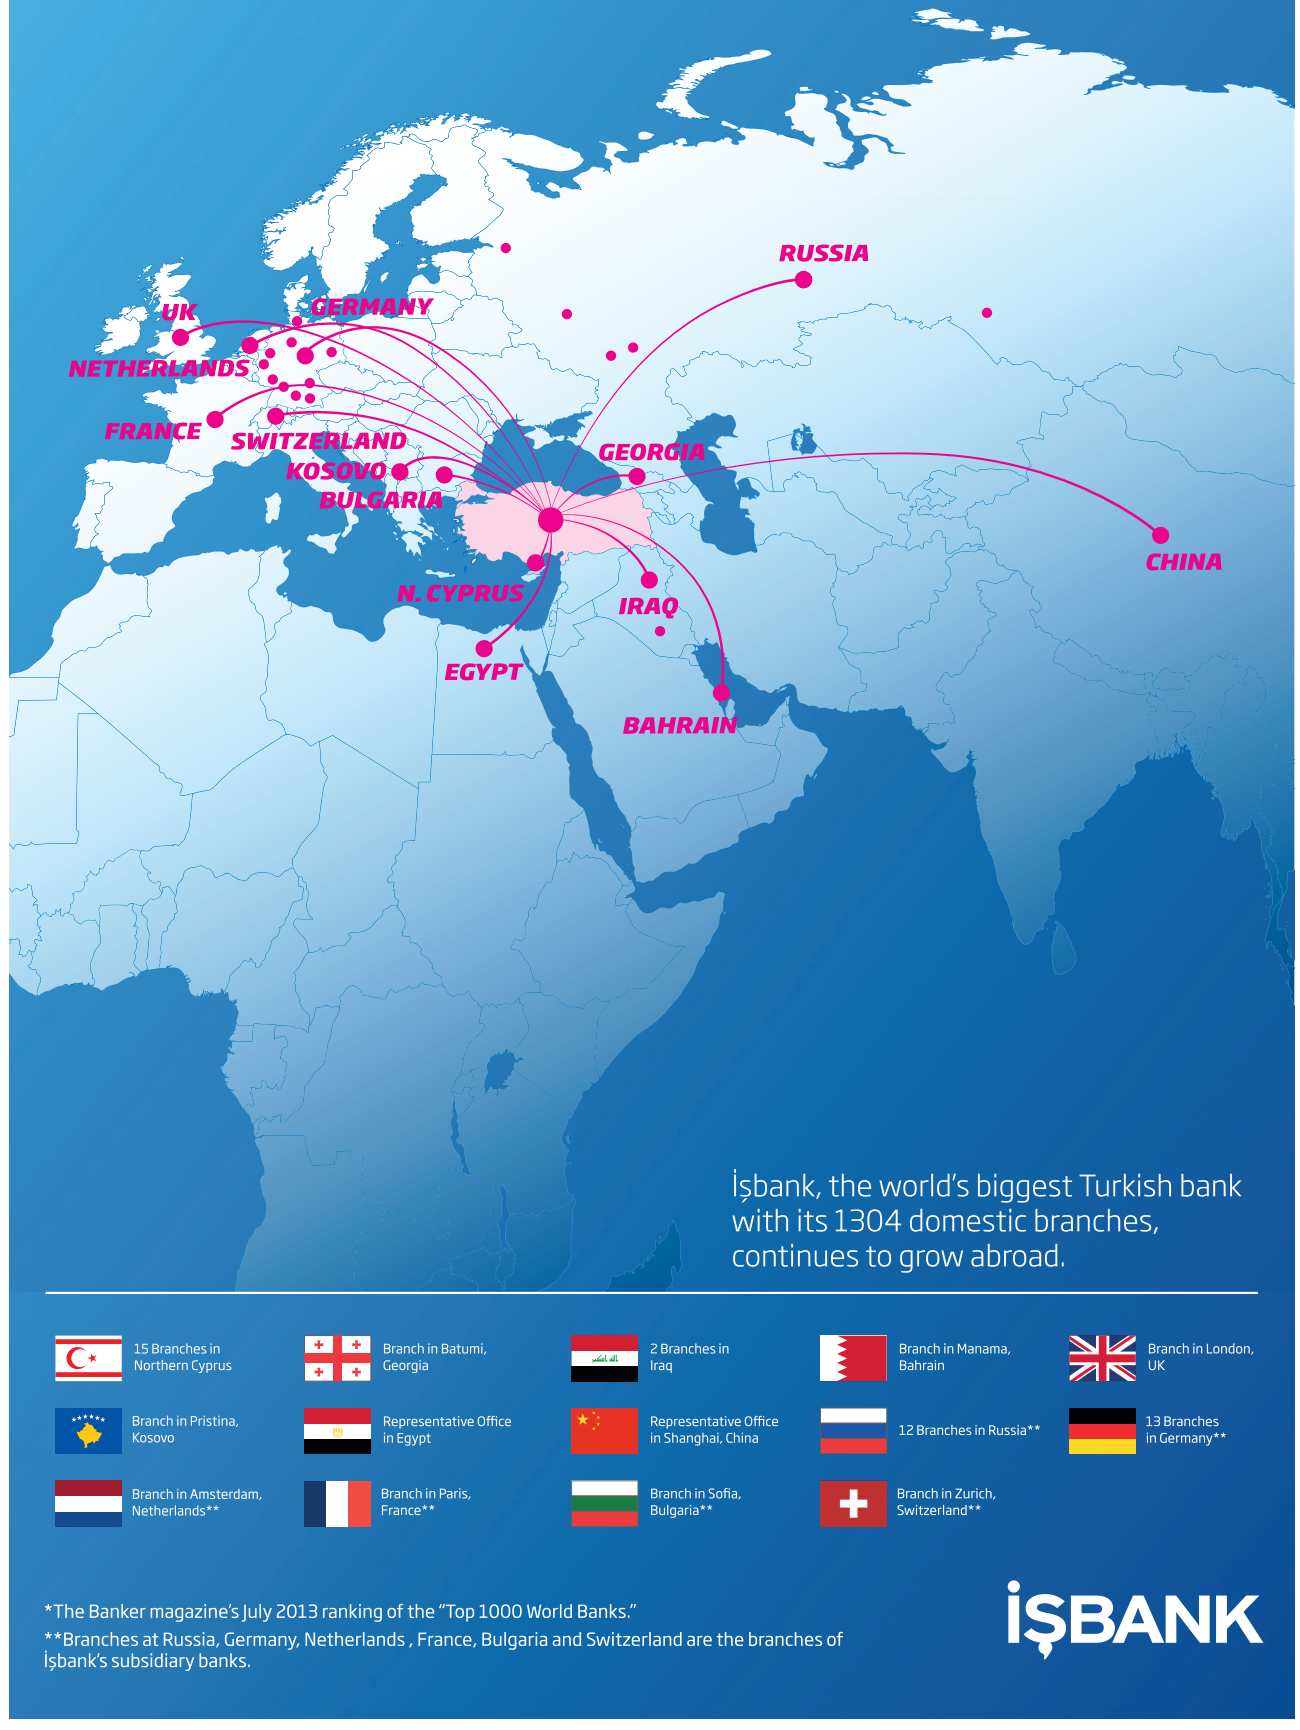 RUSSIA
UK
GERMANY
NETHERLANDS
FRANCE
SWITZERLAND
GEORGIA
KOSOVO
BULGARIA
CHINA
N. CYPRUS
IRAQ
EGYPT
BAHRAIN
İşbank, the world's biggest Turkish bank
with its 1304 domestic branches,
continues to grow abroad.
15 Branches in
Northern Cyprus
Branch in Batumi,
Georgia
2 Branches in
Iraq
Branch in Manama,
Bahrain
Branch in London,
UK
Branch in Pristina,
Kosovo
Representative Office
in Egypt
Representative Office
in Shanghai, China
12 Branches in Russia**
13 Branches
in Germany**
Branch in Amsterdam,
Netherlands**
Branch in Paris,
France**
Branch in Sofia,
Bulgaria**
Branch in Zurich,
Switzerland**
*The Banker magazine's July 2013 ranking of the “Top 1000 World Banks.”
**Branches at Russia, Germany, Netherlands , France, Bulgaria and Switzerland are the branches of
İşbank's subsidiary banks.
İŞBANK